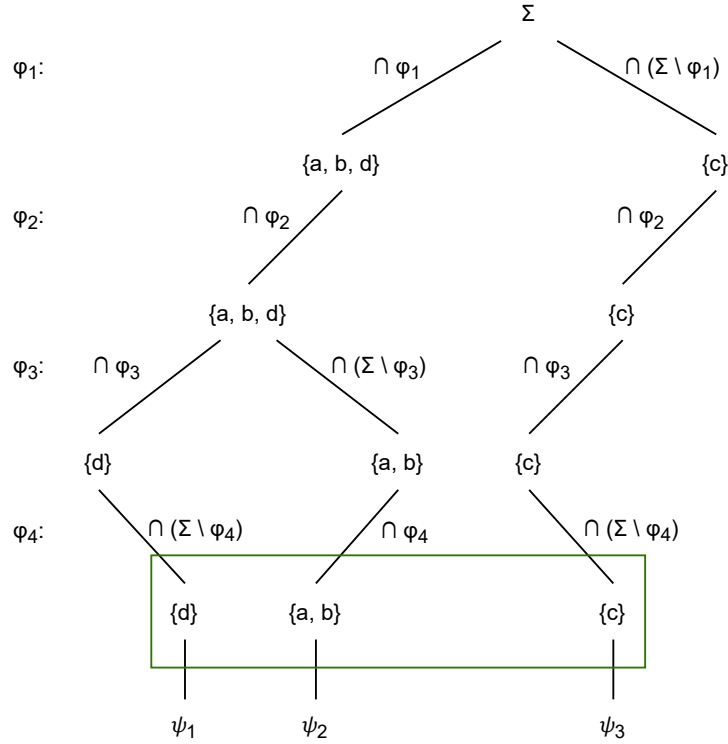 Σ
φ1: ∩ φ1 ∩ (Σ \ φ1)
{a, b, d} {c}
φ2: ∩ φ2 ∩ φ2
{a, b, d} {c}
φ3: ∩ φ3 ∩ (Σ \ φ3) ∩ φ3
{d} {a, b} {c}
φ4: ∩ (Σ \ φ4) ∩ φ4 ∩ (Σ \ φ4)
{d} {a, b} {c}
ψ1 ψ2 ψ3